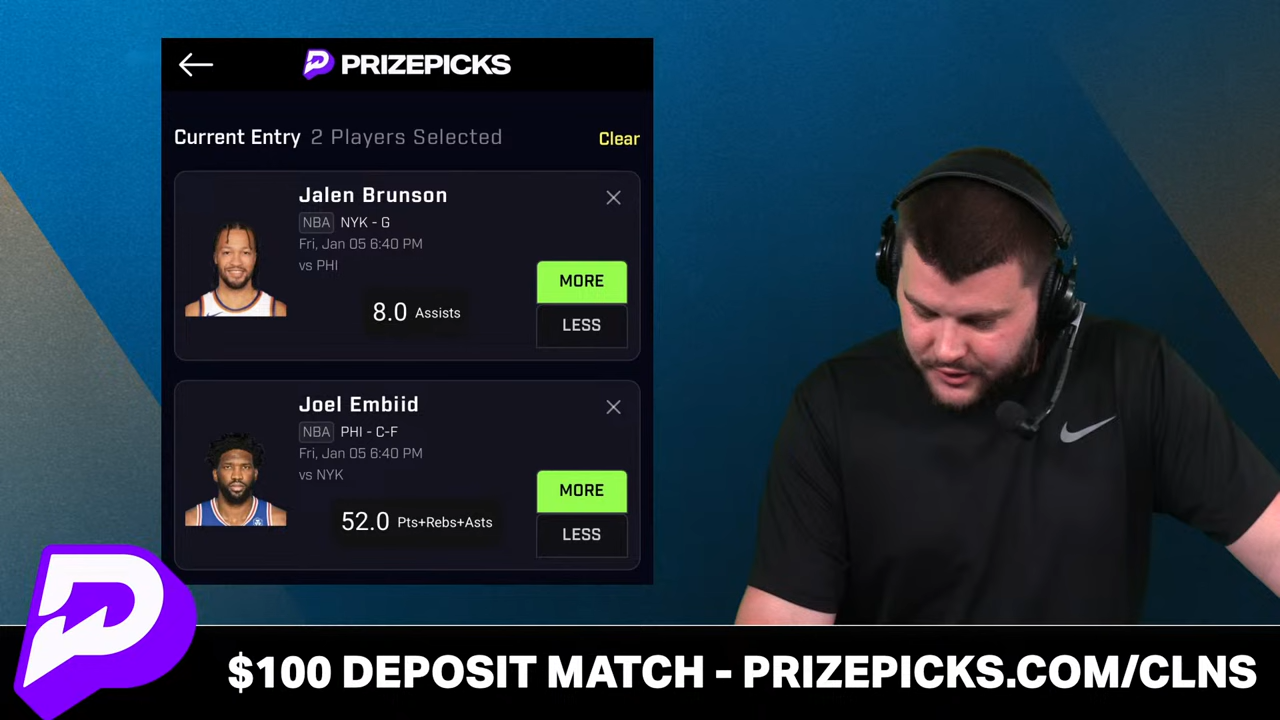 PRIZEPICKS
Current Entry 2 Players Selected Clear
Jalen Brunson
NBA NYK - G
Fri, Jan 05 6:40 PM
vs PHI
MORE
8.0 Assists
LESS
Joel Embiid
NBA PHI - C-F
Fri, Jan 05 6:40 PM
vs NYK
MORE
52.0 Pts+Rebs+Asts
LESS
$100 DEPOSIT MATCH - PRIZEPICKS.COM/CLNS